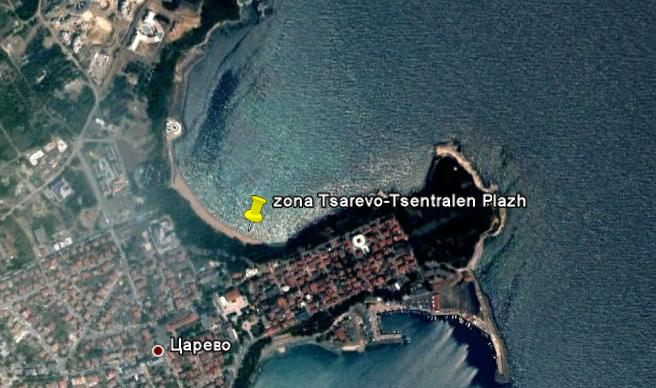 zona Tsarevo-Tsentralen Plazh
Царево